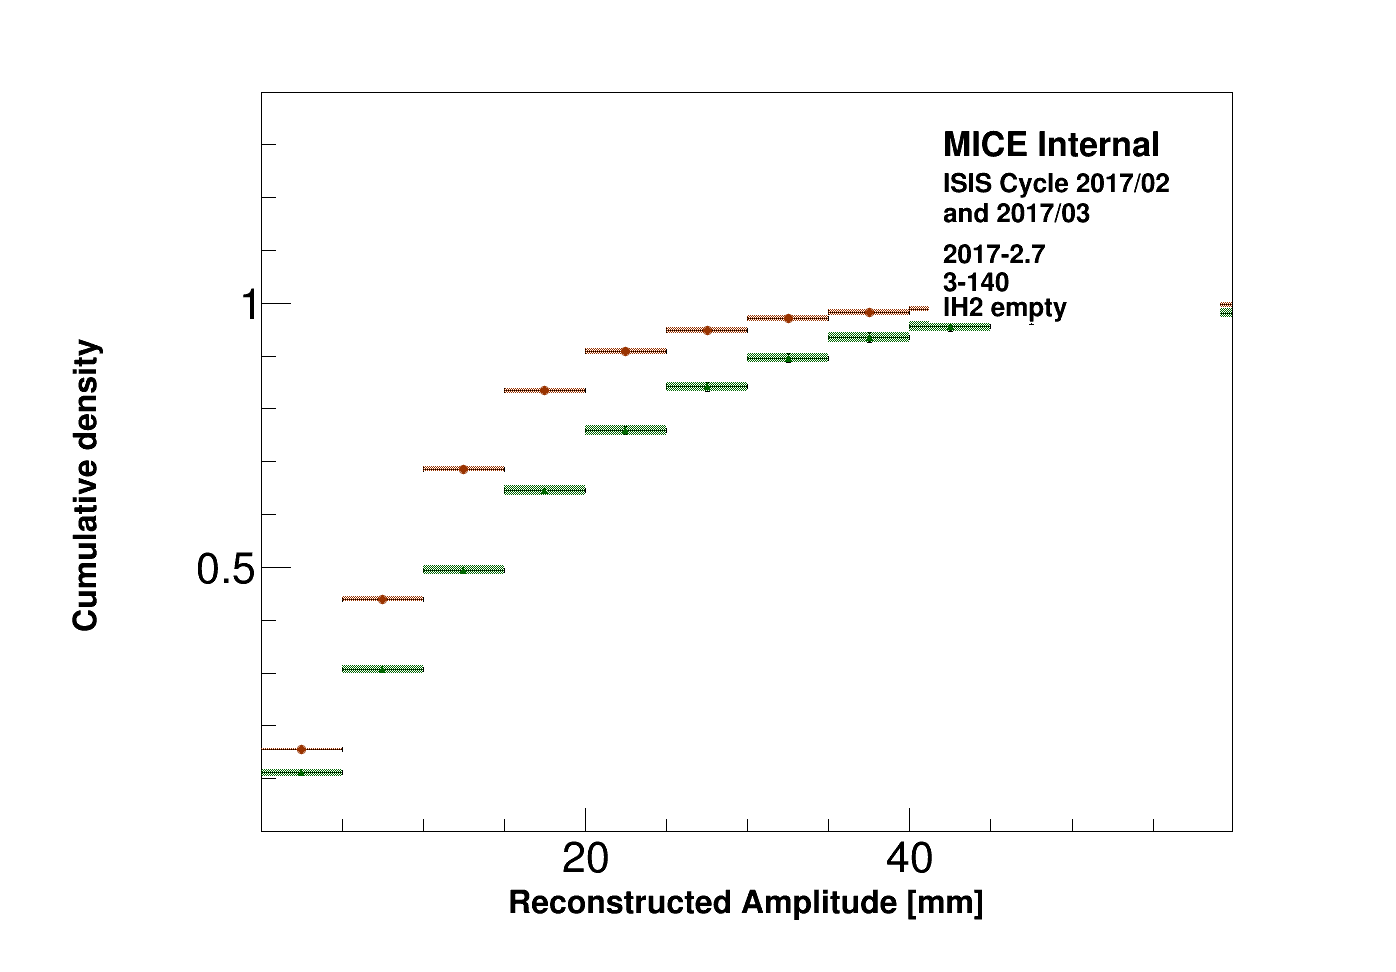 MICE Internal
ISIS Cycle 2017/02
and 2017/03
2017-2.7
3-140
lH2 empty
1
0.5
Cumulative density
20
40
Reconstructed Amplitude [mm]